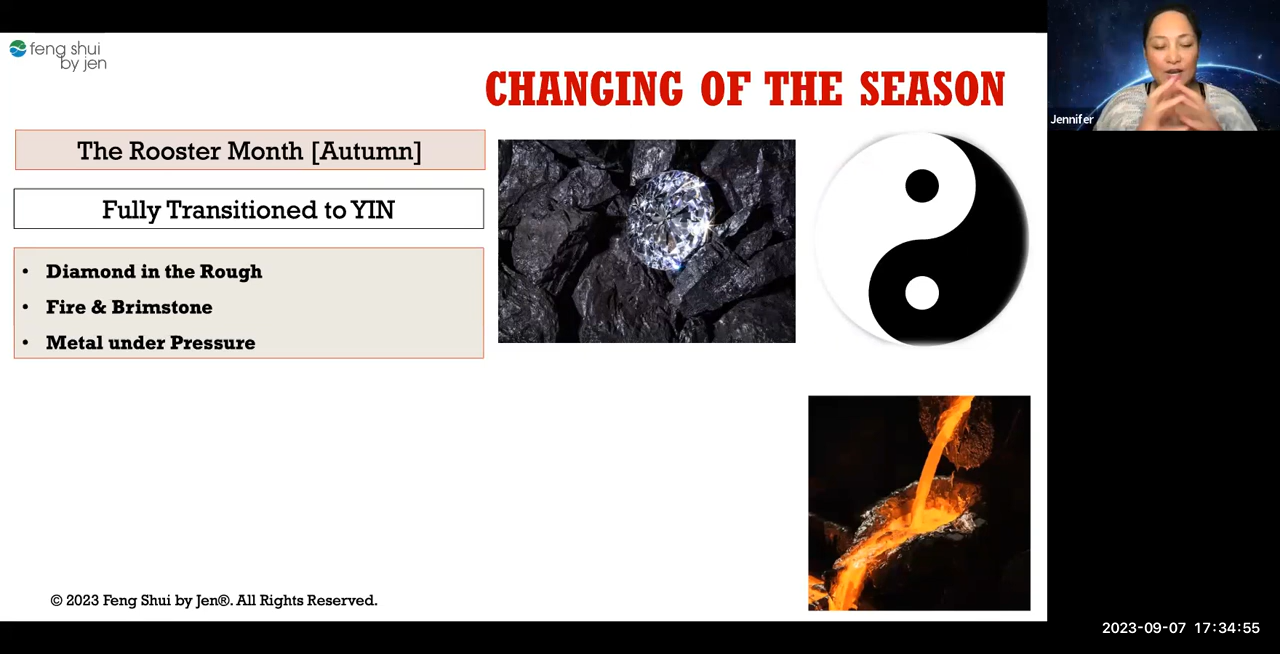 feng shui
by jen
CHANGING OF THE SEASON
Jennifer
The Rooster Month [Autumn]
Fully Transitioned to YIN
• Diamond in the Rough
• Fire & Brimstone
• Metal under Pressure
© 2023 Feng Shui by Jen®. All Rights Reserved.
2023-09-07 17:34:55